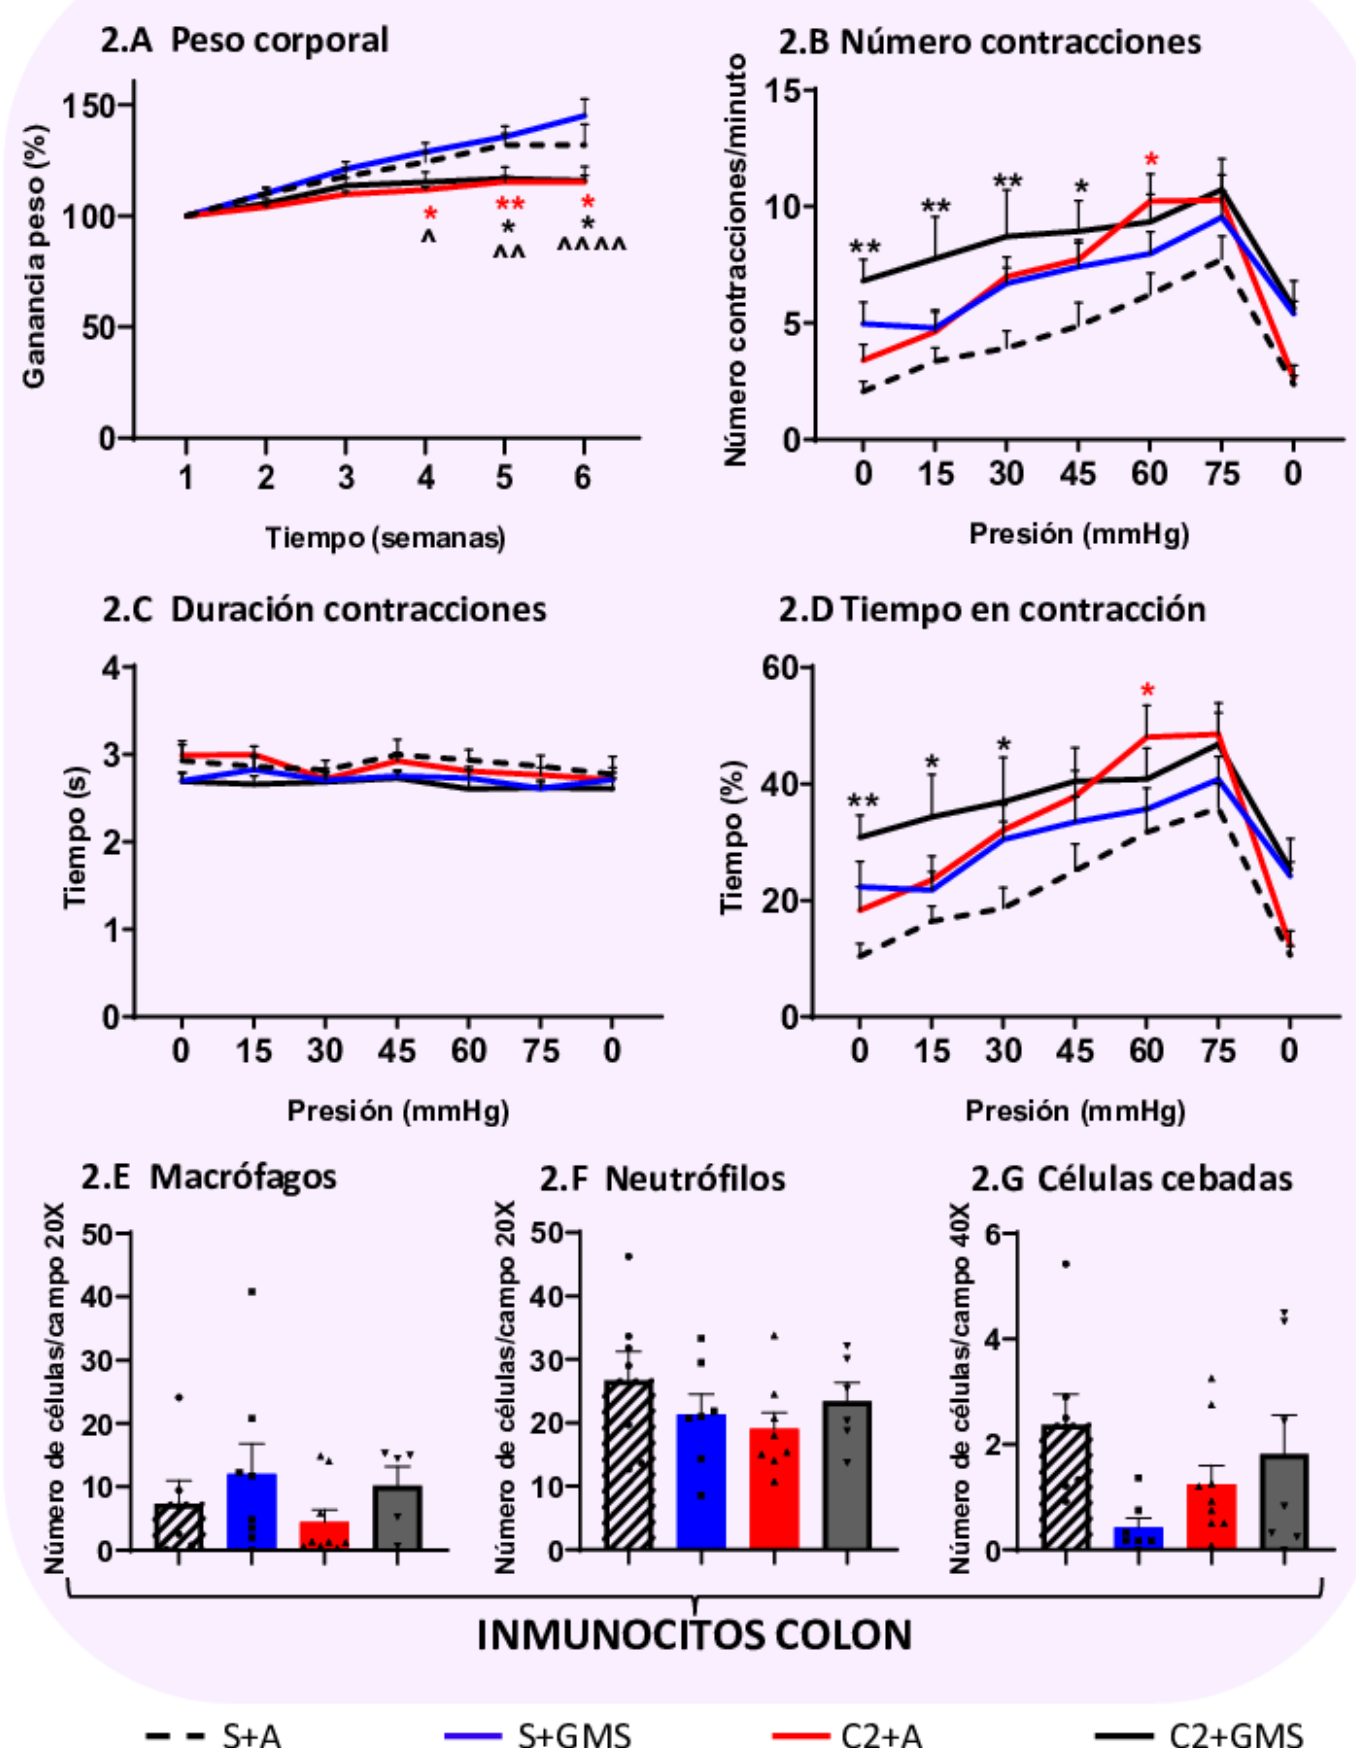 2.A Peso corporal
Ganancia peso (%)
150
100
50
0
* ** *
* *
^ ^^ ^^^^
1 2 3 4 5 6
Tiempo (semanas)
2.B Número contracciones
Número contracciones/minuto
15
10
5
0
** ** ** * *
0 15 30 45 60 75 0
Presión (mmHg)
2.C Duración contracciones
Tiempo (s)
4
3
2
1
0
0 15 30 45 60 75 0
Presión (mmHg)
2.D Tiempo en contracción
Tiempo (%)
60
40
20
0
** * * *
0 15 30 45 60 75 0
Presión (mmHg)
2.E Macrófagos
Número de células/campo 20X
50
40
30
20
10
0
2.F Neutrófilos
Número de células/campo 20X
50
40
30
20
10
0
2.G Células cebadas
Número de células/campo 40X
6
4
2
0
INMUNOCITOS COLON
S+A S+GMS C2+A C2+GMS